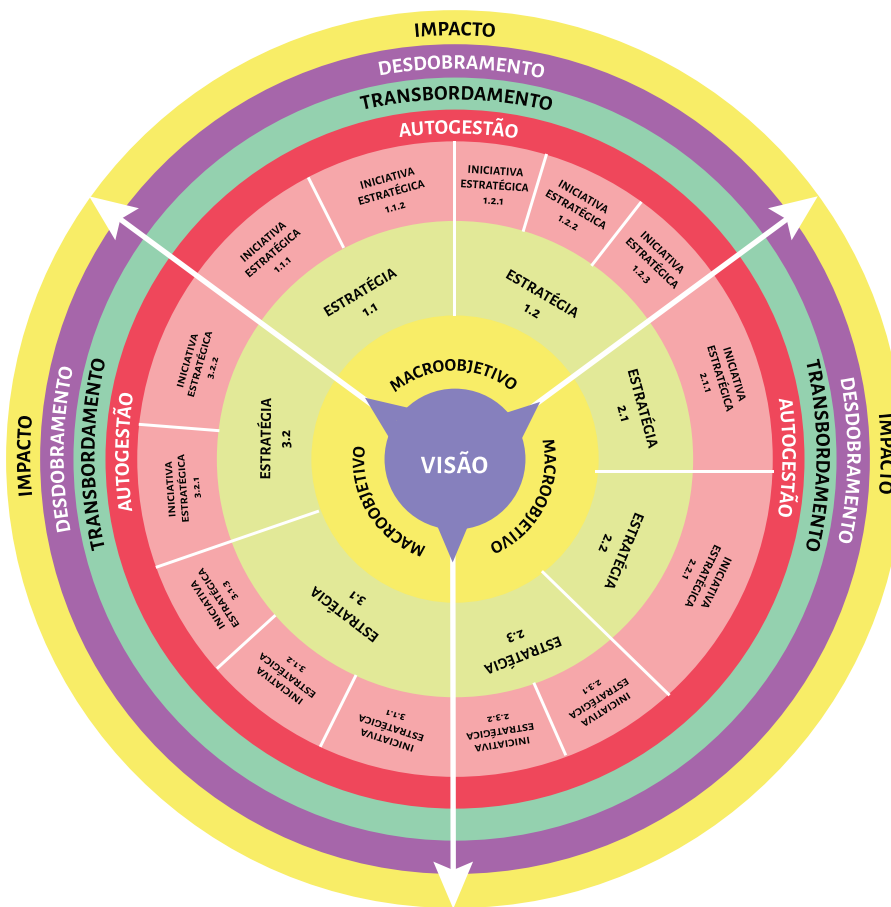 IMPACTO
DESDOBRAMENTO
TRANSBORDAMENTO
AUTOGESTÃO
INICIATIVA
ESTRATÉGICA
1.1.1
INICIATIVA
ESTRATÉGICA
1.1.2
INICIATIVA
ESTRATÉGICA
1.2.1
INICIATIVA
ESTRATÉGICA
1.2.2
INICIATIVA
ESTRATÉGICA
1.2.3
ESTRATÉGIA
1.1
ESTRATÉGIA
1.2
MACROOBJETIVO
VISÃO
IMPACTO
DESDOBRAMENTO
TRANSBORDAMENTO
AUTOGESTÃO
INICIATIVA
ESTRATÉGICA
2.1.1
INICIATIVA
ESTRATÉGICA
2.2.1
INICIATIVA
ESTRATÉGICA
2.3.1
INICIATIVA
ESTRATÉGICA
2.3.2
ESTRATÉGIA
2.1
ESTRATÉGIA
2.2
ESTRATÉGIA
2.3
MACROOBJETIVO
IMPACTO
DESDOBRAMENTO
TRANSBORDAMENTO
AUTOGESTÃO
INICIATIVA
ESTRATÉGICA
3.1.1
INICIATIVA
ESTRATÉGICA
3.1.2
INICIATIVA
ESTRATÉGICA
3.1.3
INICIATIVA
ESTRATÉGICA
3.2.1
INICIATIVA
ESTRATÉGICA
3.2.2
ESTRATÉGIA
3.1
ESTRATÉGIA
3.2
MACROOBJETIVO